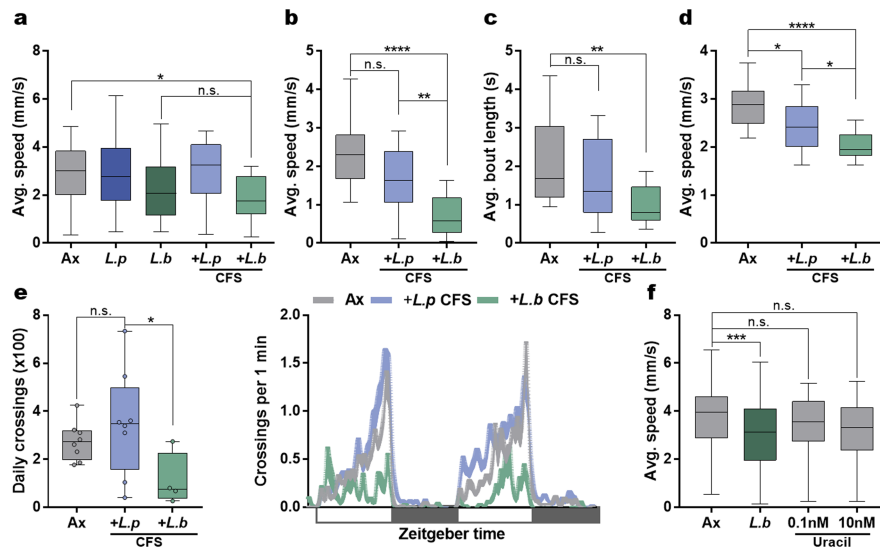 a
Avg. speed (mm/s)
8
6
4
2
0
*
n.s.
Ax
L.p
L.b
+L.p
+L.b
CFS
b
Avg. speed (mm/s)
5
4
3
2
1
0
****
n.s.
**
Ax
+L.p
+L.b
CFS
c
Avg. bout length (s)
5
4
3
2
1
0
**
n.s.
Ax
+L.p
+L.b
CFS
d
Avg. speed (mm/s)
4
3
2
1
0
****
*
*
Ax
+L.p
+L.b
CFS
e
Daily crossings (x100)
8
6
4
2
0
n.s.
*
Ax
+L.p
+L.b
CFS
Ax
+L.p CFS
+L.b CFS
Crossings per 1 min
2.0
1.5
1.0
0.5
0.0
Zeitgeber time
f
Avg. speed (mm/s)
8
6
4
2
0
n.s.
n.s.
***
Ax
L.b
0.1nM
10nM
Uracil